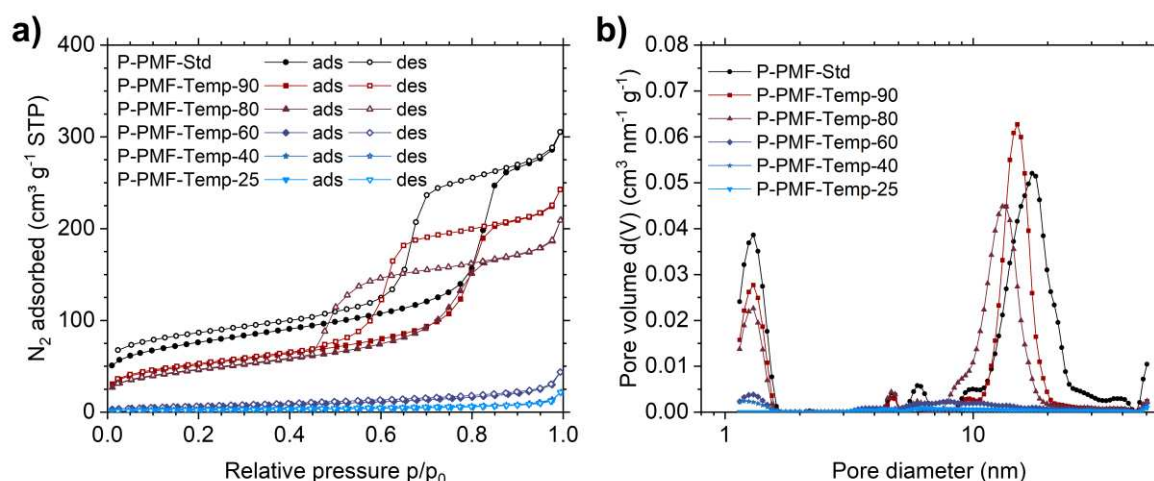 a)
400
300
200
100
0
N₂ adsorbed (cm³ g⁻¹ STP)
P-PMF-Std ads des
P-PMF-Temp-90 ads des
P-PMF-Temp-80 ads des
P-PMF-Temp-60 ads des
P-PMF-Temp-40 ads des
P-PMF-Temp-25 ads des
0.0 0.2 0.4 0.6 0.8 1.0
Relative pressure p/p₀
b)
0.08
0.07
0.06
0.05
0.04
0.03
0.02
0.01
0.00
Pore volume d(V) (cm³ nm⁻¹ g⁻¹)
P-PMF-Std
P-PMF-Temp-90
P-PMF-Temp-80
P-PMF-Temp-60
P-PMF-Temp-40
P-PMF-Temp-25
1 10
Pore diameter (nm)